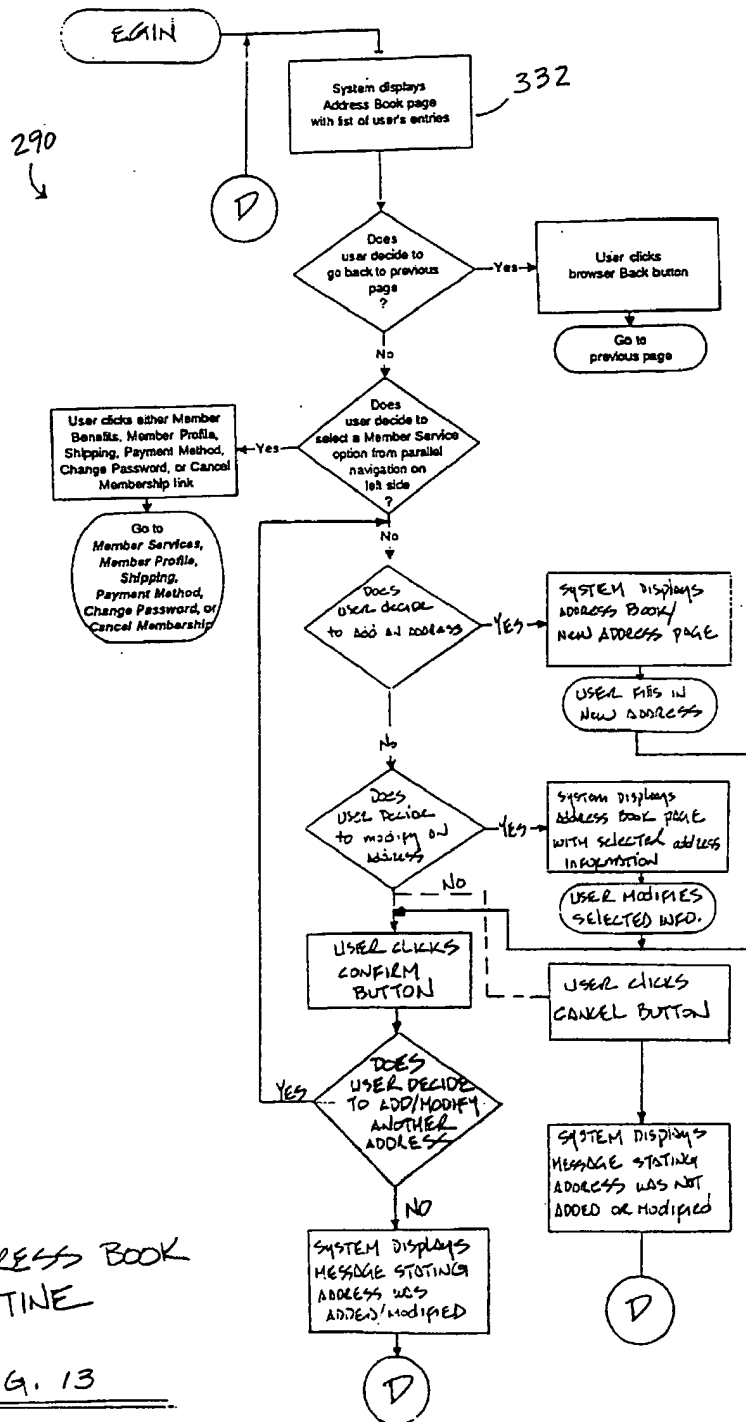 EGIN
System displays
Address Book page
with list of user's entries
332
290
D
Does
user decide to
go back to previous
page
?
Yes
User clicks
browser Back button
Go to
previous page
No
Does
user decide to
select a Member Service
option from parallel
navigation on
left side
?
Yes
User clicks either Member
Benefits, Member Profile,
Shipping, Payment Method,
Change Password, or Cancel
Membership link
Go to
Member Services,
Member Profile,
Shipping,
Payment Method,
Change Password, or
Cancel Membership
No
DOES
USER DECIDE
TO ADD AN ADDRESS
YES
SYSTEM DISPLAYS
ADDRESS BOOK/
NEW ADDRESS PAGE
USER FILLS IN
NEW ADDRESS
No
DOES
USER DECIDE
TO MODIFY AN
ADDRESS
YES
SYSTEM DISPLAYS
ADDRESS BOOK PAGE
WITH SELECTED address
INFORMATION
USER MODIFIES
SELECTED INFO.
NO
USER CLICKS
CONFIRM
BUTTON
USER CLICKS
CANCEL BUTTON
DOES
USER DECIDE
TO ADD/MODIFY
ANOTHER
ADDRESS
YES
NO
SYSTEM DISPLAYS
MESSAGE STATING
ADDRESS WAS NOT
ADDED OR MODIFIED
D
SYSTEM DISPLAYS
MESSAGE STATING
ADDRESS WAS
ADDED/MODIFIED
D
RESS BOOK
TINE
G. 13